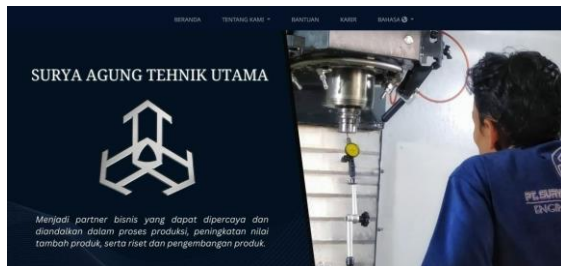 BERANDA TENTANG KAMI BANTUAN KARIR BAHASA
SURYA AGUNG TEHNIK UTAMA
Menjadi partner bisnis yang dapat dipercaya dan
diandalkan dalam proses produksi, peningkatan nilai
tambah produk, serta riset dan pengembangan produk.